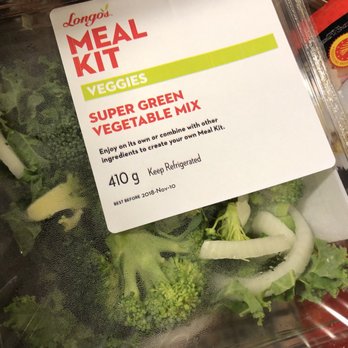 Longo's
MEAL
KIT
VEGGIES
SUPER GREEN
VEGETABLE MIX
Enjoy on its own or combine with other
ingredients to create your own Meal Kit.
410 g Keep Refrigerated
BEST BEFORE 2018-Nov-10